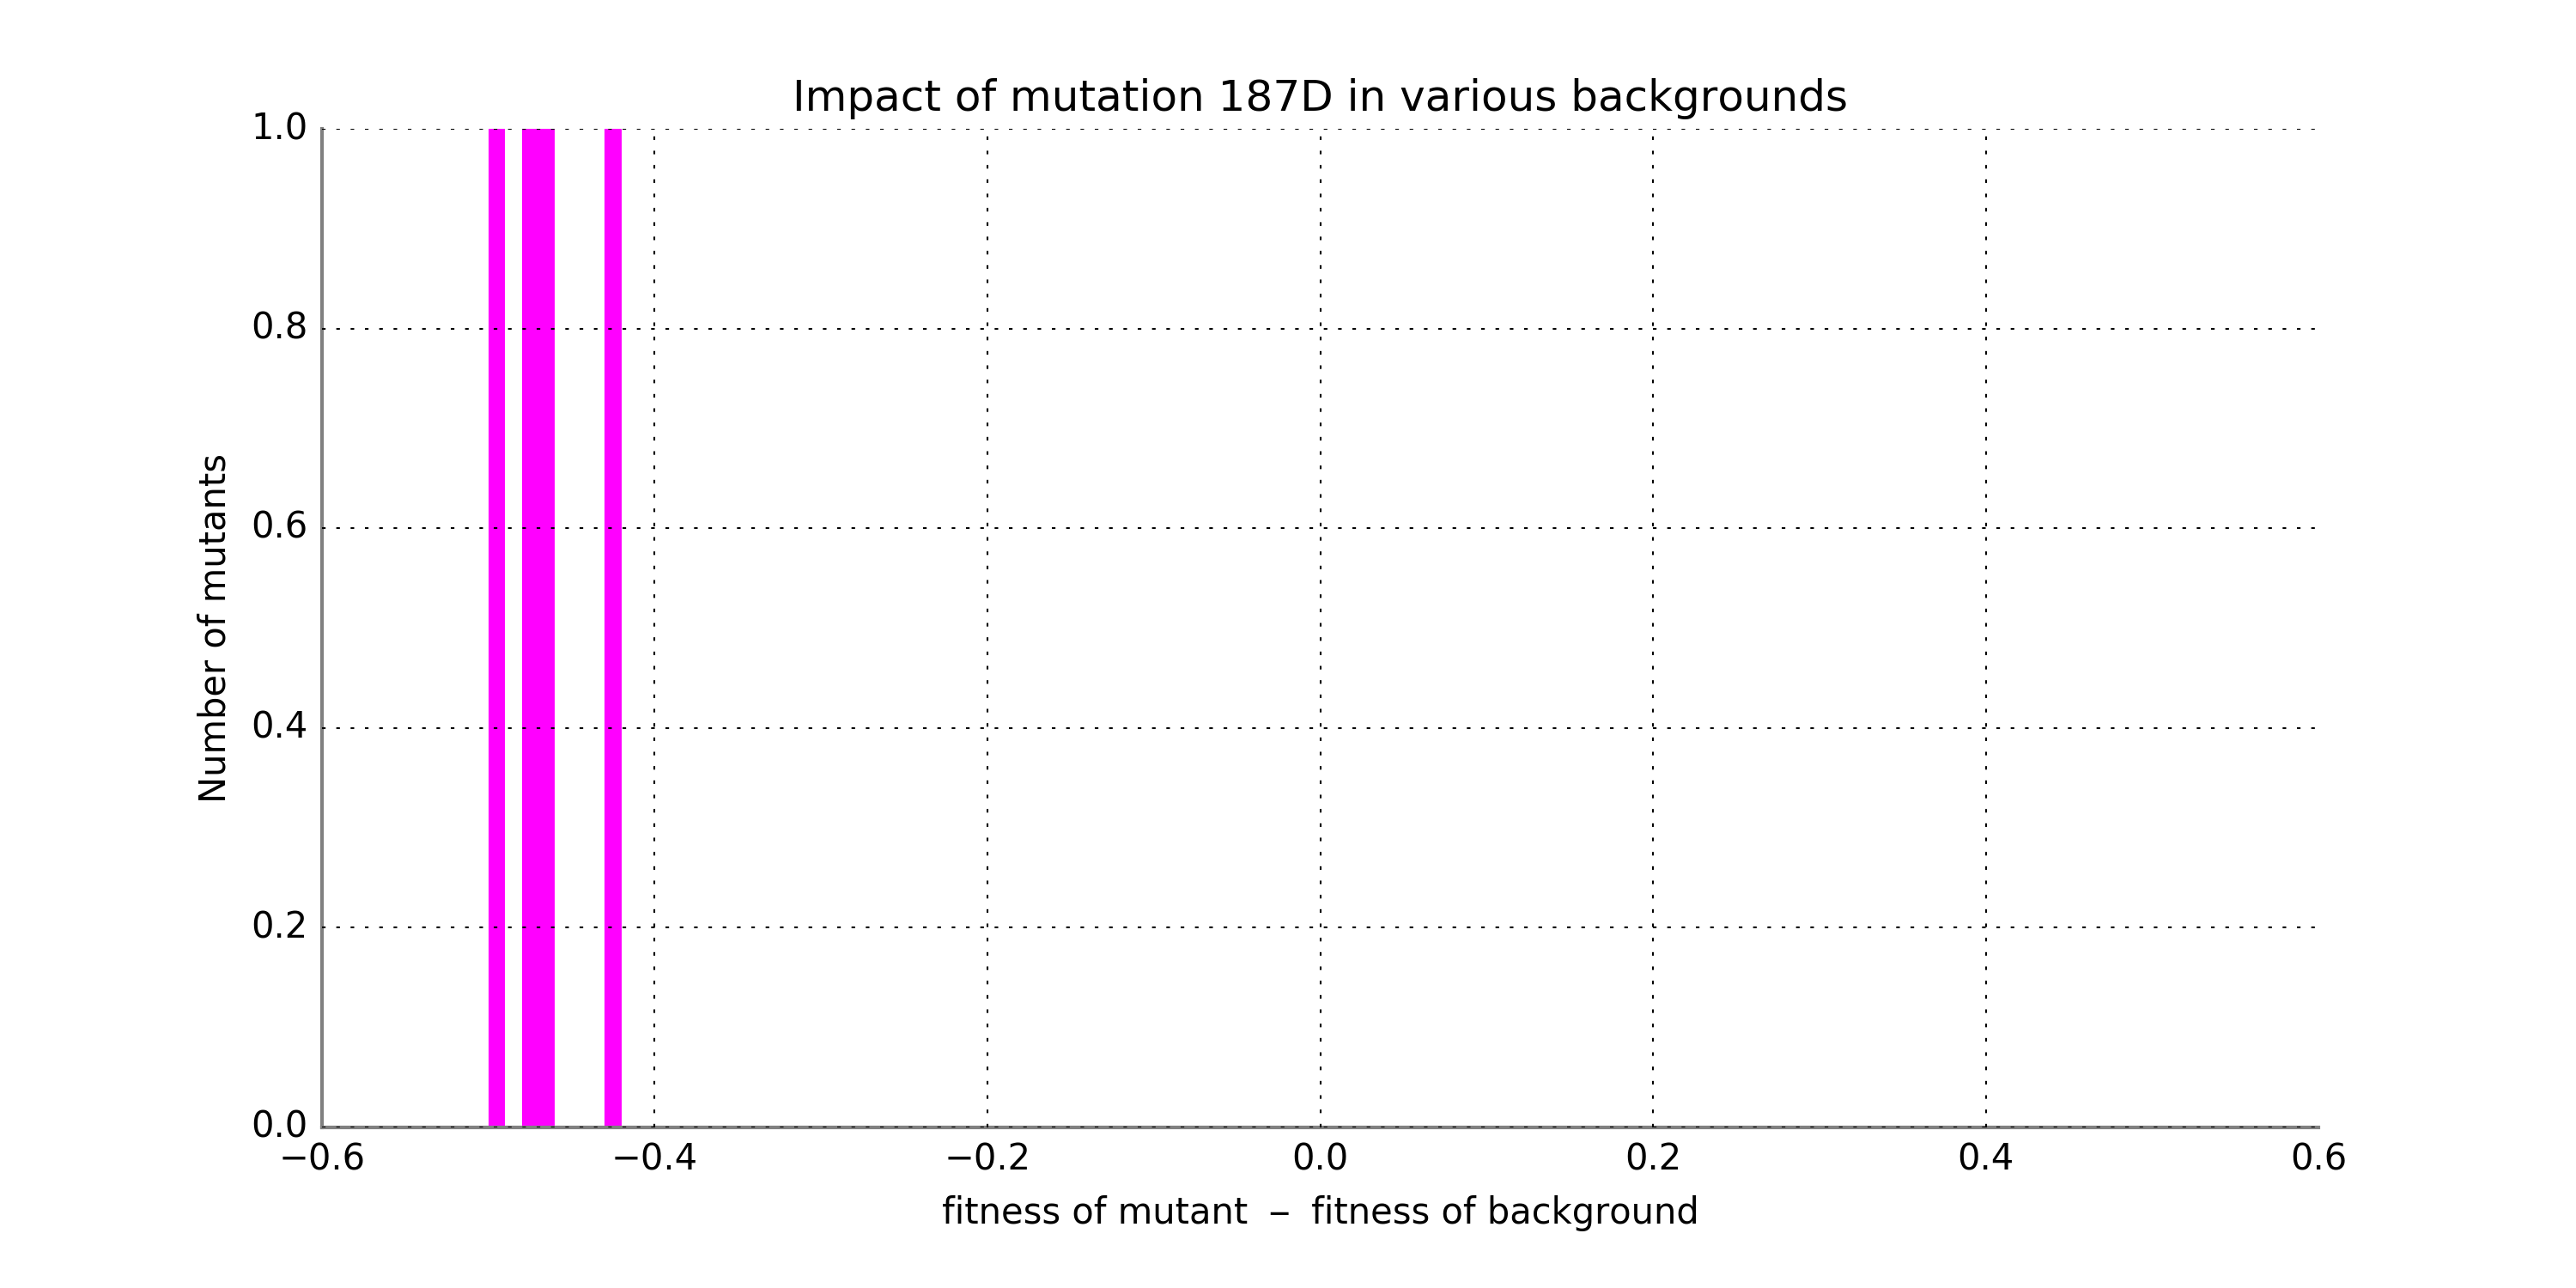 Impact of mutation 187D in various backgrounds
1.0
0.8
0.6
0.4
0.2
0.0
Number of mutants
−0.6 −0.4 −0.2 0.0 0.2 0.4 0.6
fitness of mutant − fitness of background